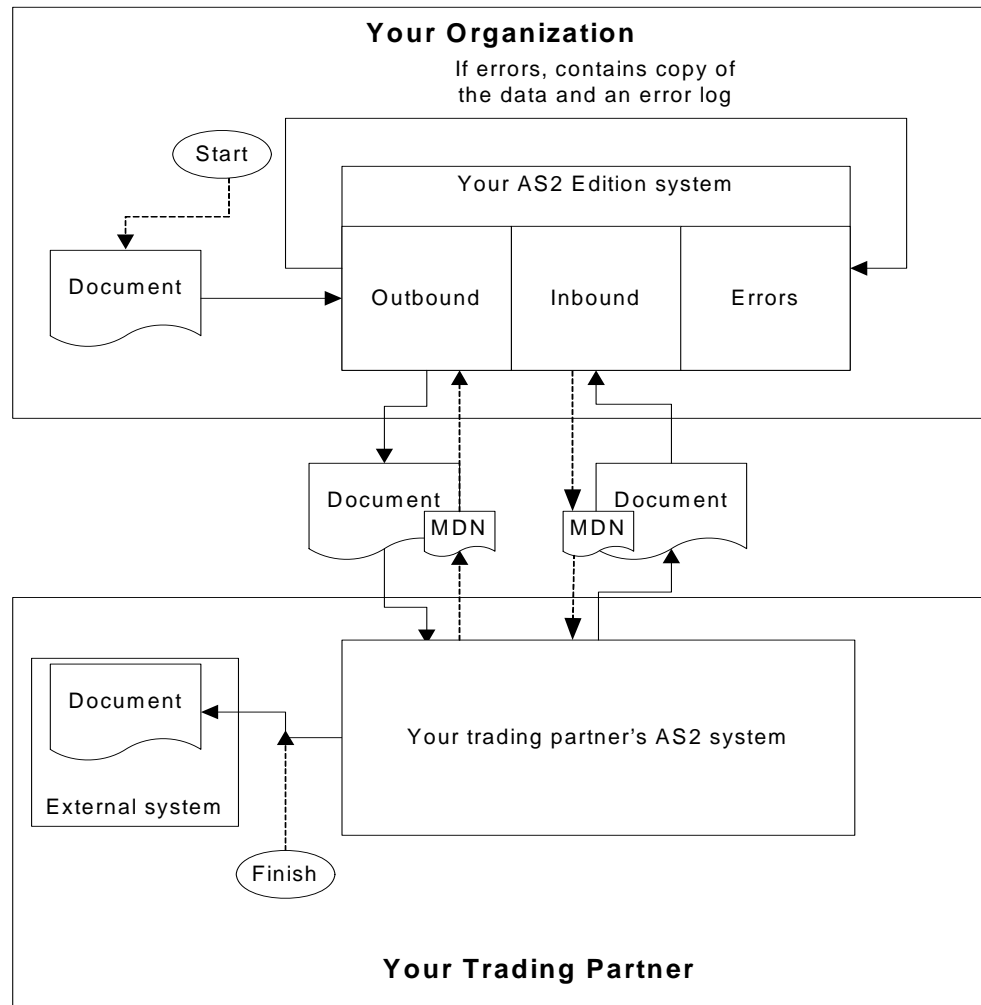 Your Organization
If errors, contains copy of
the data and an error log
Start
Your AS2 Edition system
Document
Outbound
Inbound
Errors
Document
MDN
MDN
Document
Document
External system
Your trading partner’s AS2 system
Finish
Your Trading Partner